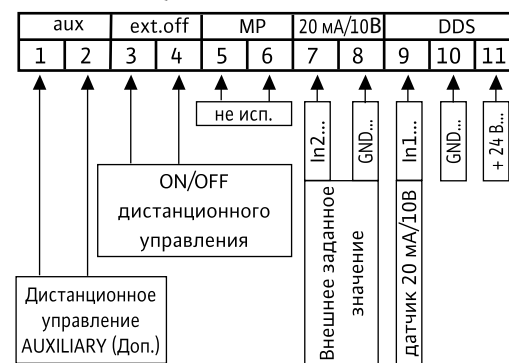 aux ext.off MP 20 мА/10В DDS
1 2 3 4 5 6 7 8 9 10 11
не исп.
In2...
GND...
In1...
GND...
+ 24 В...
ON/OFF
дистанционного
управления
Внешнее заданное
значение
датчик 20 мА/10В
Дистанционное
управление
AUXILIARY (Доп.)